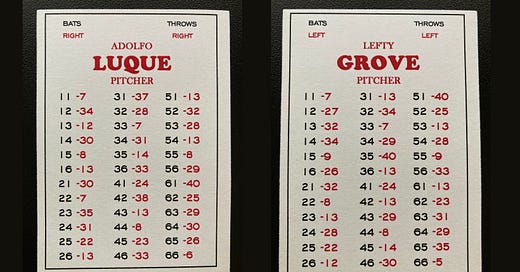 BATS THROWS
RIGHT RIGHT
ADOLFO
LUQUE
PITCHER
11 -7 31 -37 51 -13
12 -34 32 -28 52 -32
13 -12 33 -7 53 -28
14 -30 34 -31 54 -13
15 -8 35 -14 55 -8
16 -13 36 -33 56 -29
21 -30 41 -24 61 -40
22 -7 42 -38 62 -25
23 -35 43 -13 63 -29
24 -31 44 -8 64 -30
25 -22 45 -23 65 -26
26 -13 46 -33 66 -6
BATS THROWS
LEFT LEFT
LEFTY
GROVE
PITCHER
11 -7 31 -13 51 -40
12 -27 32 -34 52 -25
13 -32 33 -7 53 -13
14 -34 34 -29 54 -28
15 -9 35 -40 55 -9
16 -26 36 -13 56 -33
21 -32 41 -24 61 -13
22 -8 42 -13 62 -23
23 -13 43 -29 63 -31
24 -31 44 -8 64 -29
25 -22 45 -14 65 -35
26 -12 46 -30 66 -5